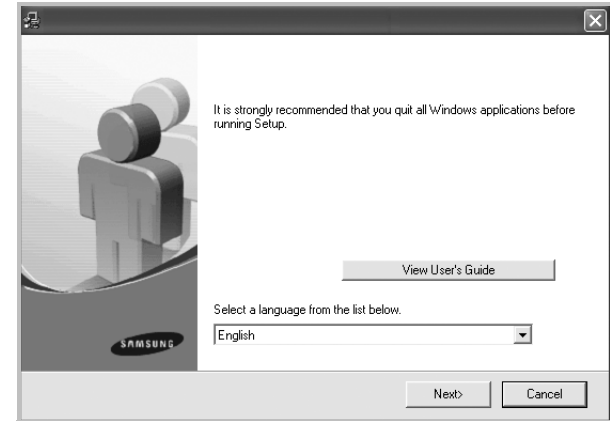 It is strongly recommended that you quit all Windows applications before
running Setup.
View User's Guide
Select a language from the list below.
English
SAMSUNG
Next>
Cancel